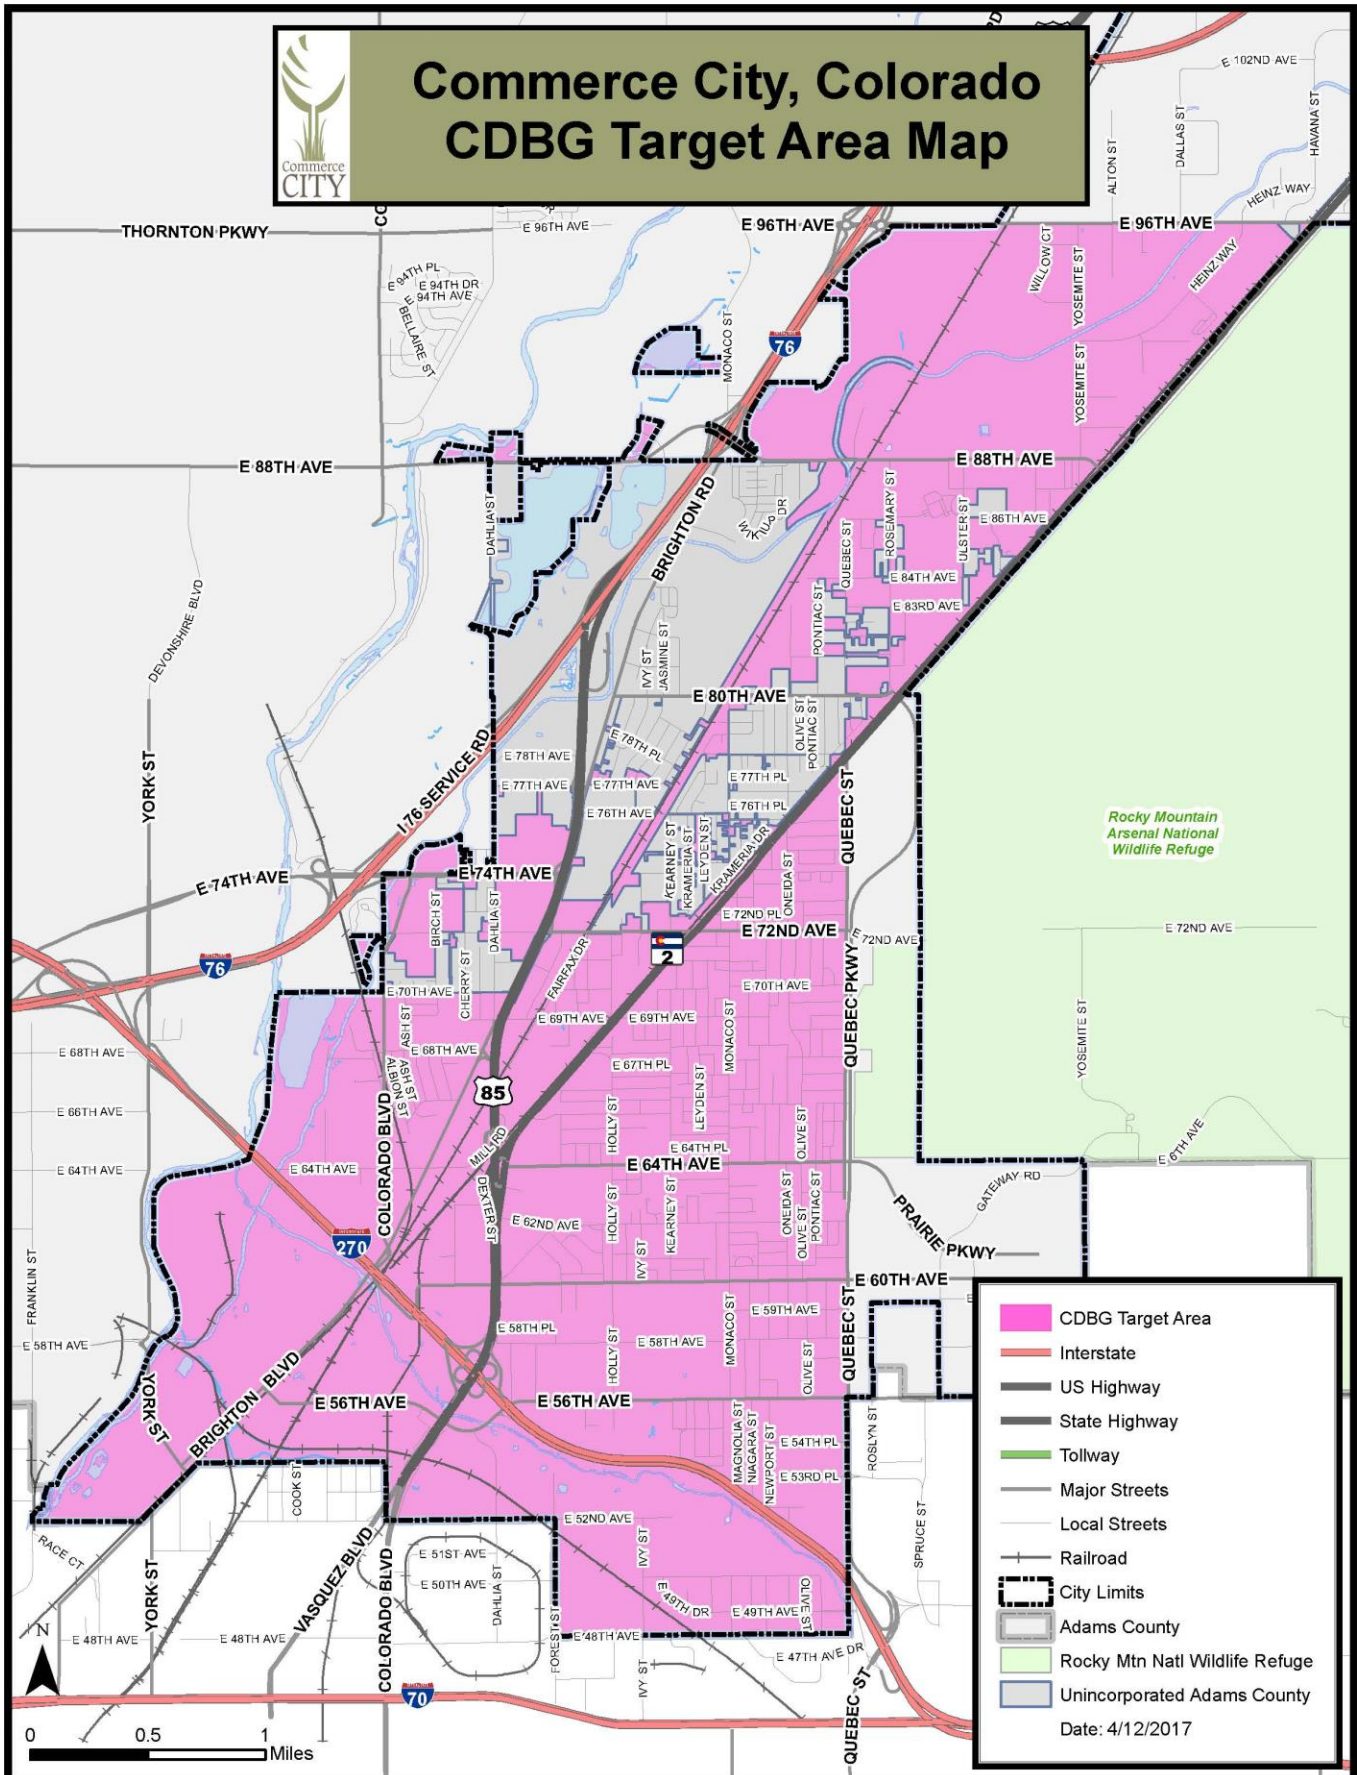 Commerce
CITY
Commerce City, Colorado
CDBG Target Area Map
E 102ND AVE
ALTON ST
DALLAS ST
HAVANA ST
HEINZ WAY
THORNTON PKWY
E 96TH AVE
E 96TH AVE
E 96TH AVE
E 94TH PL
E 94TH DR
E 94TH AVE
BELLAIRE ST
WILLOW CT
YOSEMITE ST
HEINZ WAY
MONACO ST
76
YOSEMITE ST
E 88TH AVE
E 88TH AVE
DAHLIA ST
BRIGHTON RD
WIKIUP DR
QUEBEC ST
ROSEMARY ST
ULSTER ST
E 86TH AVE
E 84TH AVE
E 83RD AVE
PONTIAC ST
DEVONSHIRE BLVD
IVY ST
JASMINE ST
E 80TH AVE
OLIVE ST
PONTIAC ST
YORK ST
I 76 SERVICE RD
E 78TH AVE
E 78TH PL
E 77TH AVE
E 77TH AVE
E 77TH PL
E 76TH AVE
E 76TH PL
QUEBEC ST
Rocky Mountain
Arsenal National
Wildlife Refuge
E 74TH AVE
E 74TH AVE
KEARNEY ST
KRAMERIA ST
LEYDEN ST
KRAMERIA DR
ONEIDA ST
BIRCH ST
DAHLIA ST
CHERRY ST
E 72ND PL
E 72ND AVE
E 72ND AVE
E 72ND AVE
2
76
FAIRFAX DR
E 70TH AVE
E 70TH AVE
QUEBEC PKWY
ASH ST
E 69TH AVE
E 69TH AVE
MONACO ST
YOSEMITE ST
E 68TH AVE
E 68TH AVE
ASH ST
ALBION ST
E 67TH PL
LEYDEN ST
85
E 66TH AVE
COLORADO BLVD
HOLLY ST
OLIVE ST
MILL RD
E 64TH PL
E 6TH AVE
E 64TH AVE
E 64TH AVE
E 64TH AVE
DEXTER ST
GATEWAY RD
HOLLY ST
KEARNEY ST
ONEIDA ST
OLIVE ST
PONTIAC ST
E 62ND AVE
PRAIRIE PKWY
270
IVY ST
FRANKLIN ST
E 60TH AVE
QUEBEC ST
MONACO ST
E 59TH AVE
E 58TH PL
E 58TH AVE
E 58TH AVE
HOLLY ST
OLIVE ST
YORK ST
BRIGHTON BLVD
E 56TH AVE
E 56TH AVE
MAGNOLIA ST
NIAGARA ST
NEWPORT ST
E 54TH PL
E 53RD PL
ROSLYN ST
COOK ST
E 52ND AVE
IVY ST
SPRUCE ST
RACE CT
YORK ST
VASQUEZ BLVD
COLORADO BLVD
E 51ST AVE
E 50TH AVE
DAHLIA ST
E 49TH DR
E 49TH AVE
OLIVE ST
E 48TH AVE
E 48TH AVE
E 48TH AVE
FOREST ST
IVY ST
E 47TH AVE DR
QUEBEC ST
70
N
0
0.5
1
Miles
CDBG Target Area
Interstate
US Highway
State Highway
Tollway
Major Streets
Local Streets
Railroad
City Limits
Adams County
Rocky Mtn Natl Wildlife Refuge
Unincorporated Adams County
Date: 4/12/2017